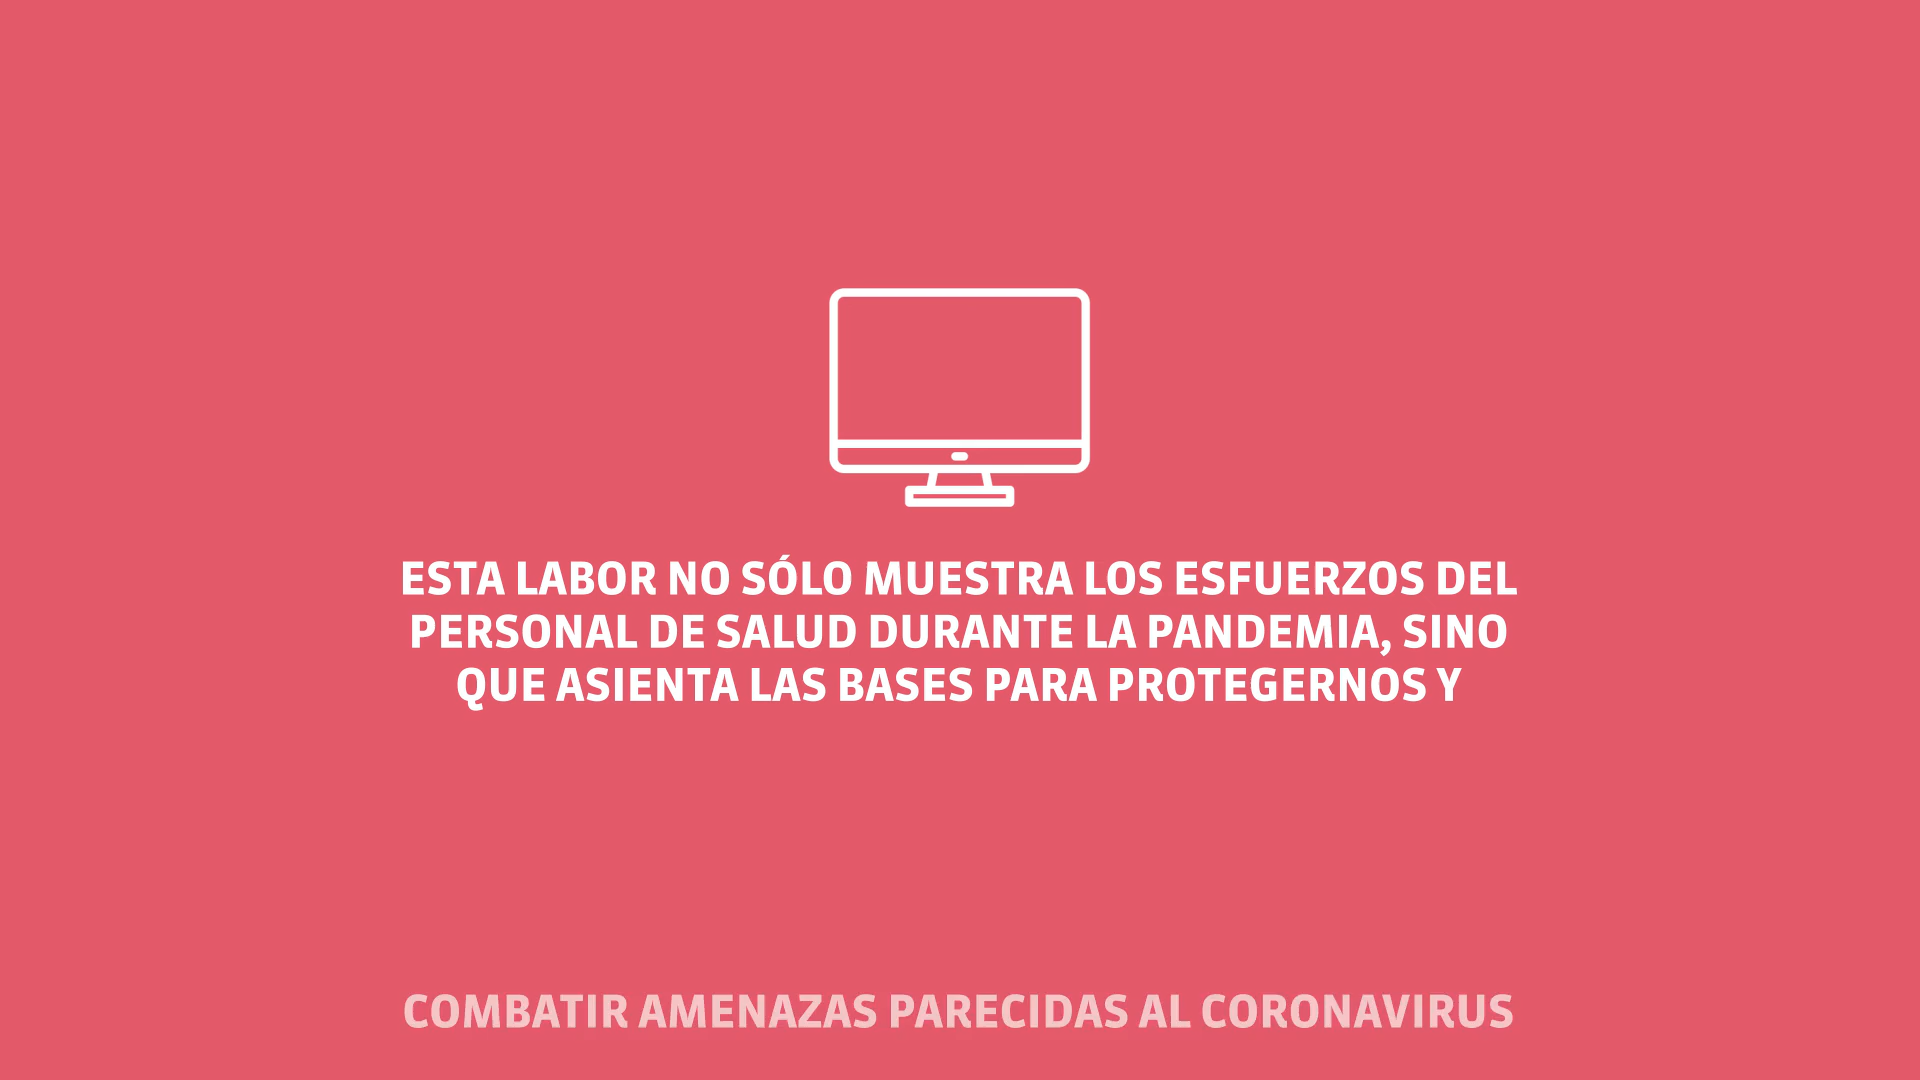 ESTA LABOR NO SÓLO MUESTRA LOS ESFUERZOS DEL
PERSONAL DE SALUD DURANTE LA PANDEMIA, SINO
QUE ASIENTA LAS BASES PARA PROTEGERNOS Y
COMBATIR AMENAZAS PARECIDAS AL CORONAVIRUS